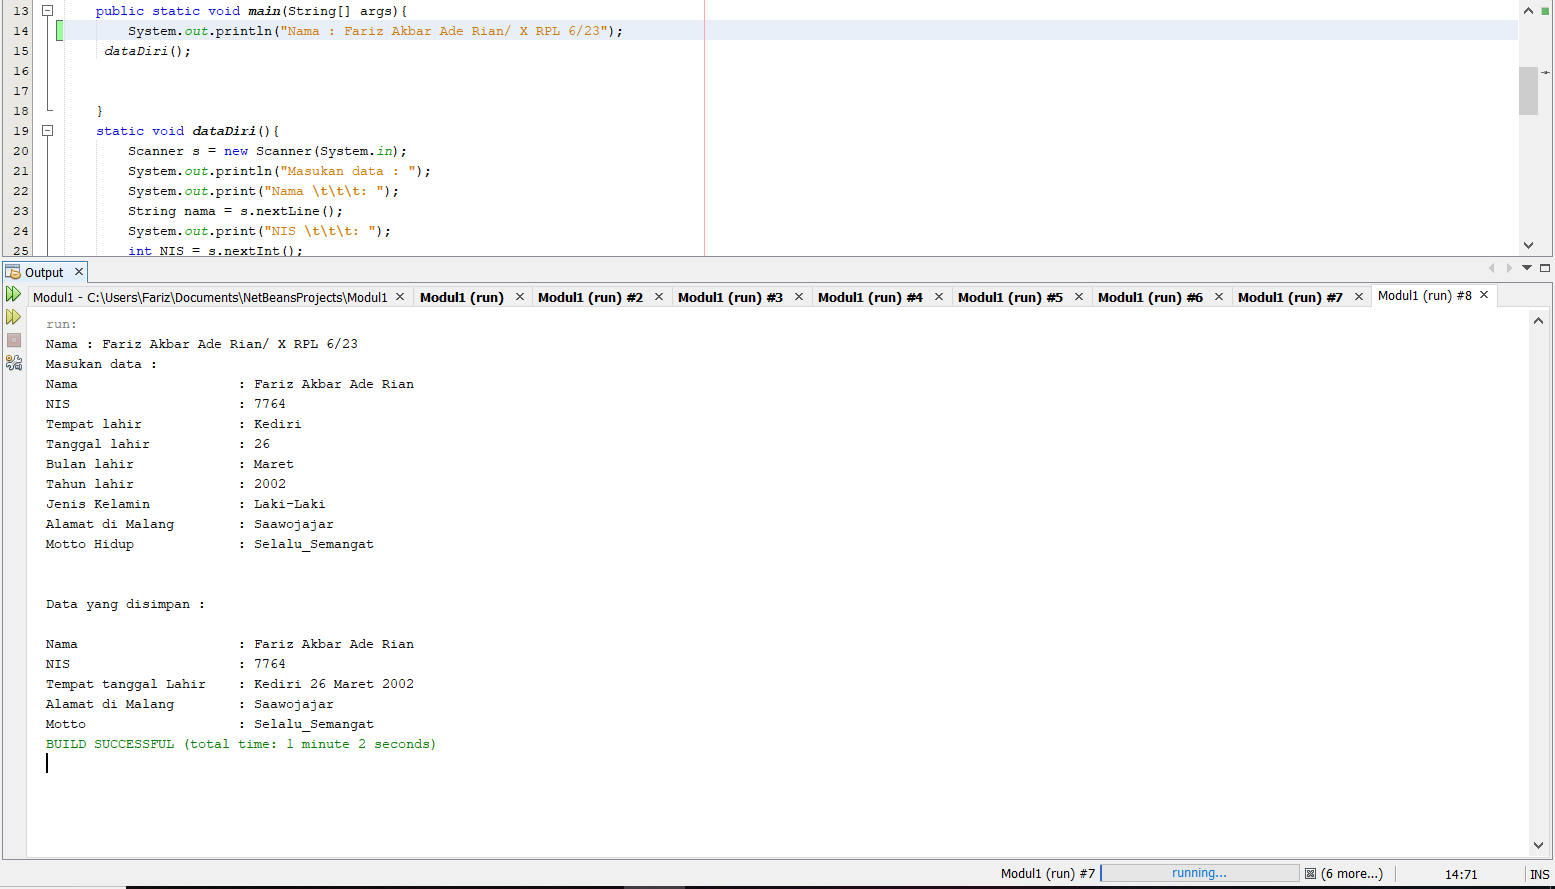 13 public static void main(String[] args){
14 System.out.println("Nama : Fariz Akbar Ade Rian/ X RPL 6/23");
15 dataDiri();
16
17
18 }
19 static void dataDiri(){
20 Scanner s = new Scanner(System.in);
21 System.out.println("Masukan data : ");
22 System.out.print("Nama \t\t\t: ");
23 String nama = s.nextLine();
24 System.out.print("NIS \t\t\t: ");
25 int NIS = s.nextInt();
Output
Modul1 - C:\Users\Fariz\Documents\NetBeansProjects\Modul1 Modul1 (run) Modul1 (run) #2 Modul1 (run) #3 Modul1 (run) #4 Modul1 (run) #5 Modul1 (run) #6 Modul1 (run) #7 Modul1 (run) #8
run:
Nama : Fariz Akbar Ade Rian/ X RPL 6/23
Masukan data :
Nama : Fariz Akbar Ade Rian
NIS : 7764
Tempat lahir : Kediri
Tanggal lahir : 26
Bulan lahir : Maret
Tahun lahir : 2002
Jenis Kelamin : Laki-Laki
Alamat di Malang : Saawojajar
Motto Hidup : Selalu_Semangat
Data yang disimpan :
Nama : Fariz Akbar Ade Rian
NIS : 7764
Tempat tanggal Lahir : Kediri 26 Maret 2002
Alamat di Malang : Saawojajar
Motto : Selalu_Semangat
BUILD SUCCESSFUL (total time: 1 minute 2 seconds)
Modul1 (run) #7 running... (6 more...) 14:71 INS